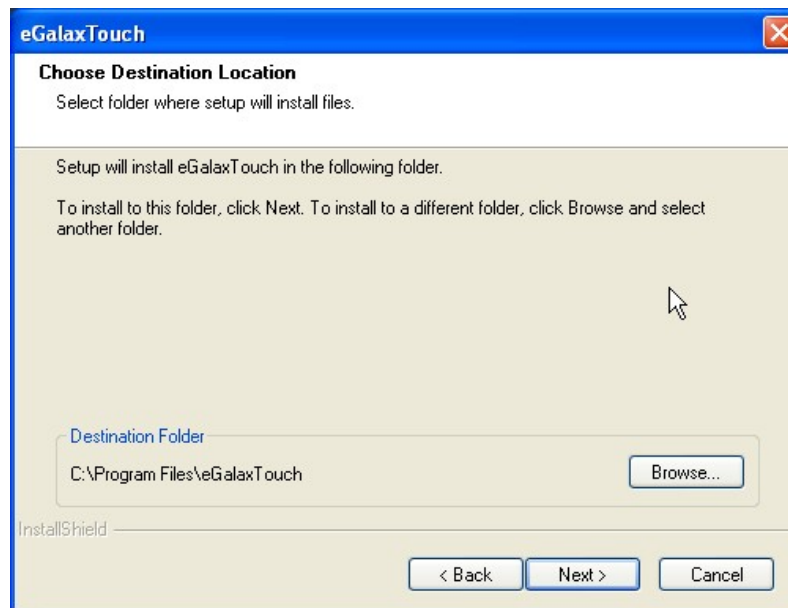 eGalaxTouch
Choose Destination Location
Select folder where setup will install files.
Setup will install eGalaxTouch in the following folder.
To install to this folder, click Next. To install to a different folder, click Browse and select
another folder.
Destination Folder
C:\Program Files\eGalaxTouch
Browse...
InstallShield
< Back
Next >
Cancel